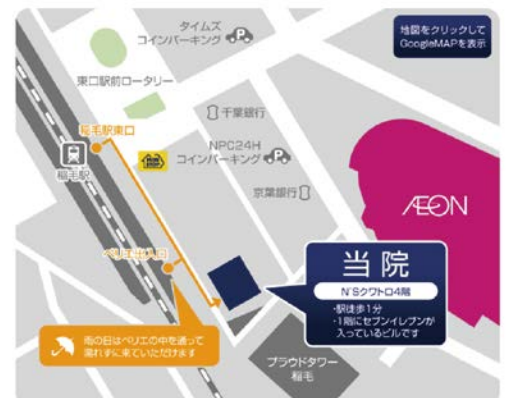 タイムズ
コインパーキング
P
地図をクリックして
GoogleMAPを表示
東口駅前ロータリー
千葉銀行
稲毛駅東口
NPC24H
コインパーキング
P
稲毛駅
京葉銀行
ÆON
ペリエ出入口
当院
N'Sクワトロ4階
・駅徒歩1分
・1階にセブンイレブンが
入っているビルです
雨の日はペリエの中を通って
濡れずに来ていただけます
プラウドタワー
稲毛